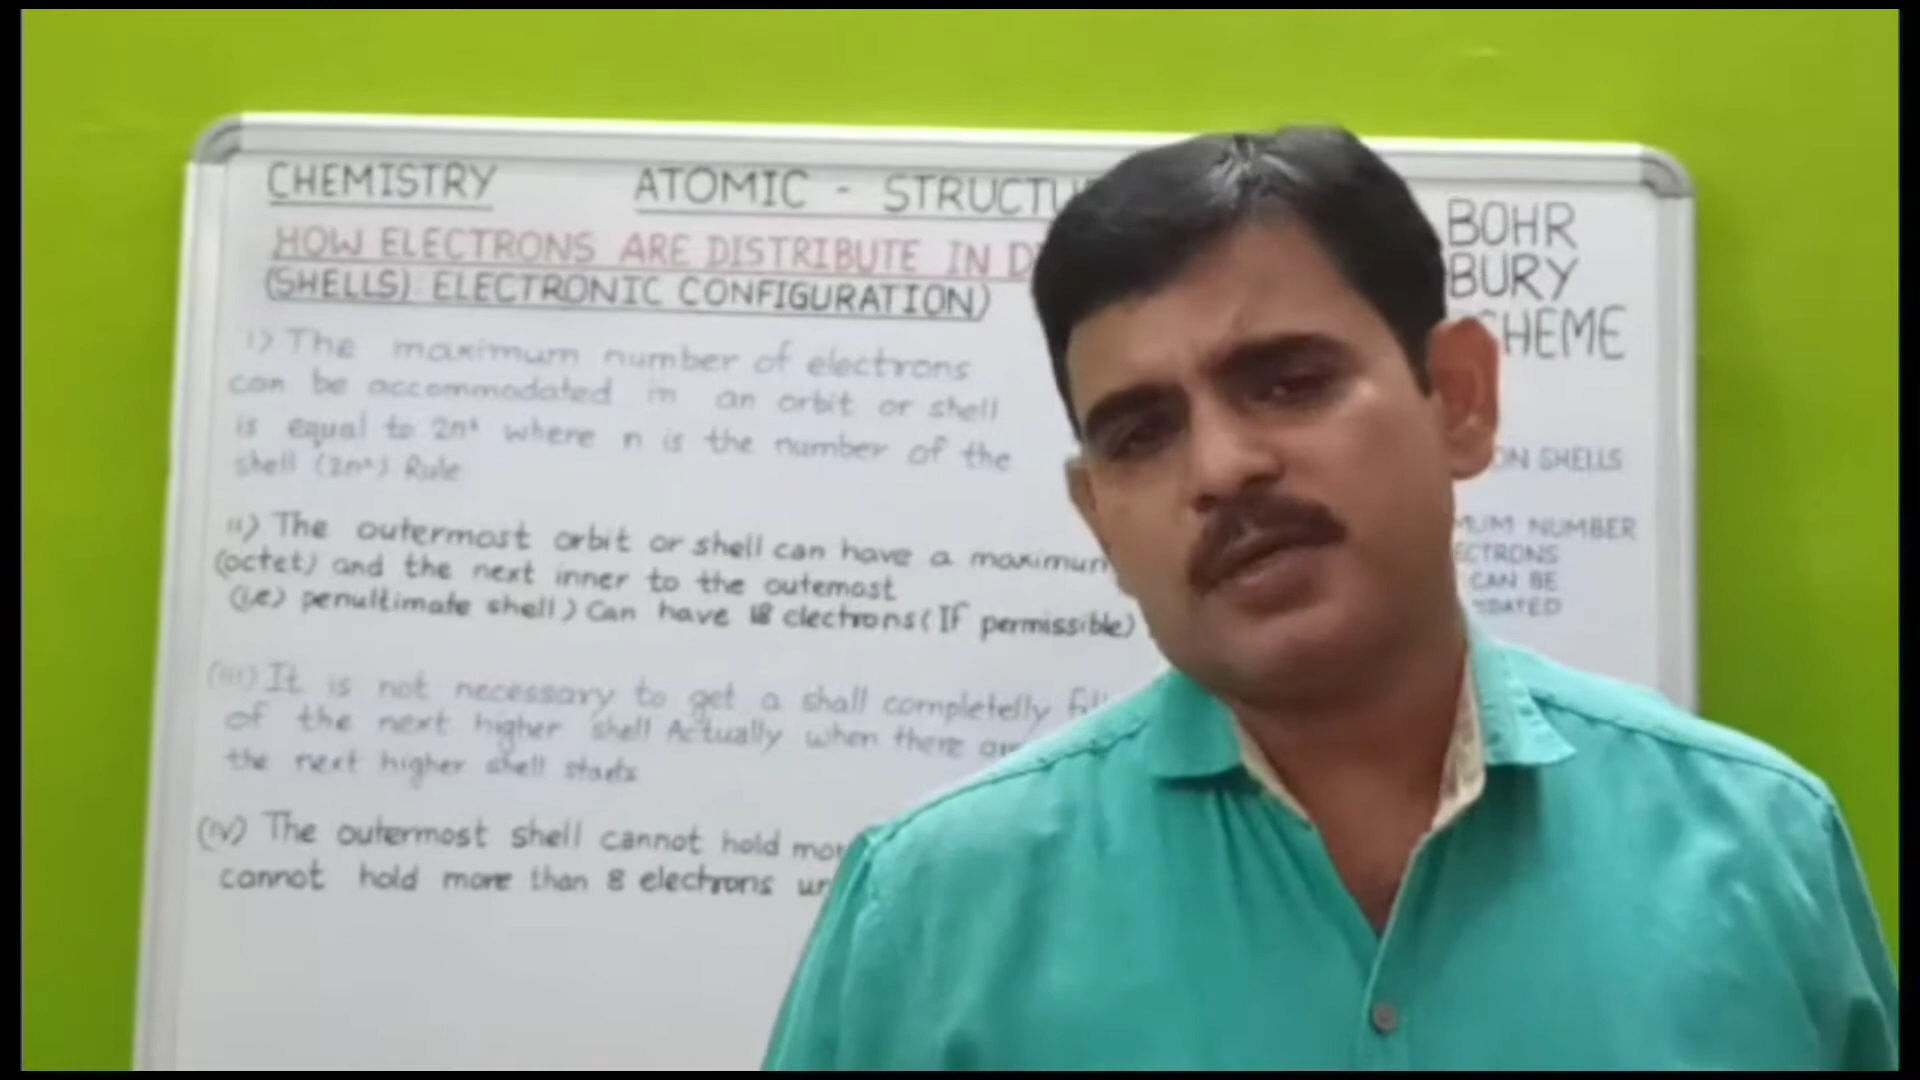 CHEMISTRY ATOMIC - STRUCTU
HOW ELECTRONS ARE DISTRIBUTE IN D
(SHELLS) ELECTRONIC CONFIGURATION)
BOHR
BURY
CHEME
i) The maximum number of electrons
can be accommodated in an orbit or shell
is equal to 2n² where n is the number of the
shell (2n²) Rule
ii) The outermost orbit or shell can have a maximum
(octet) and the next inner to the outemost
(i,e) penultimate shell) Can have 18 clectrons (If permissible)
(iii) It is not necessary to get a shall completelly fill
of the next higher shell Actually when there ar
the next higher shell starts
(iv) The outermost shell cannot hold mor
cannot hold more than 8 electrons un
ON SHELLS
MUM NUMBER
ECTRONS
CAN BE
DATED